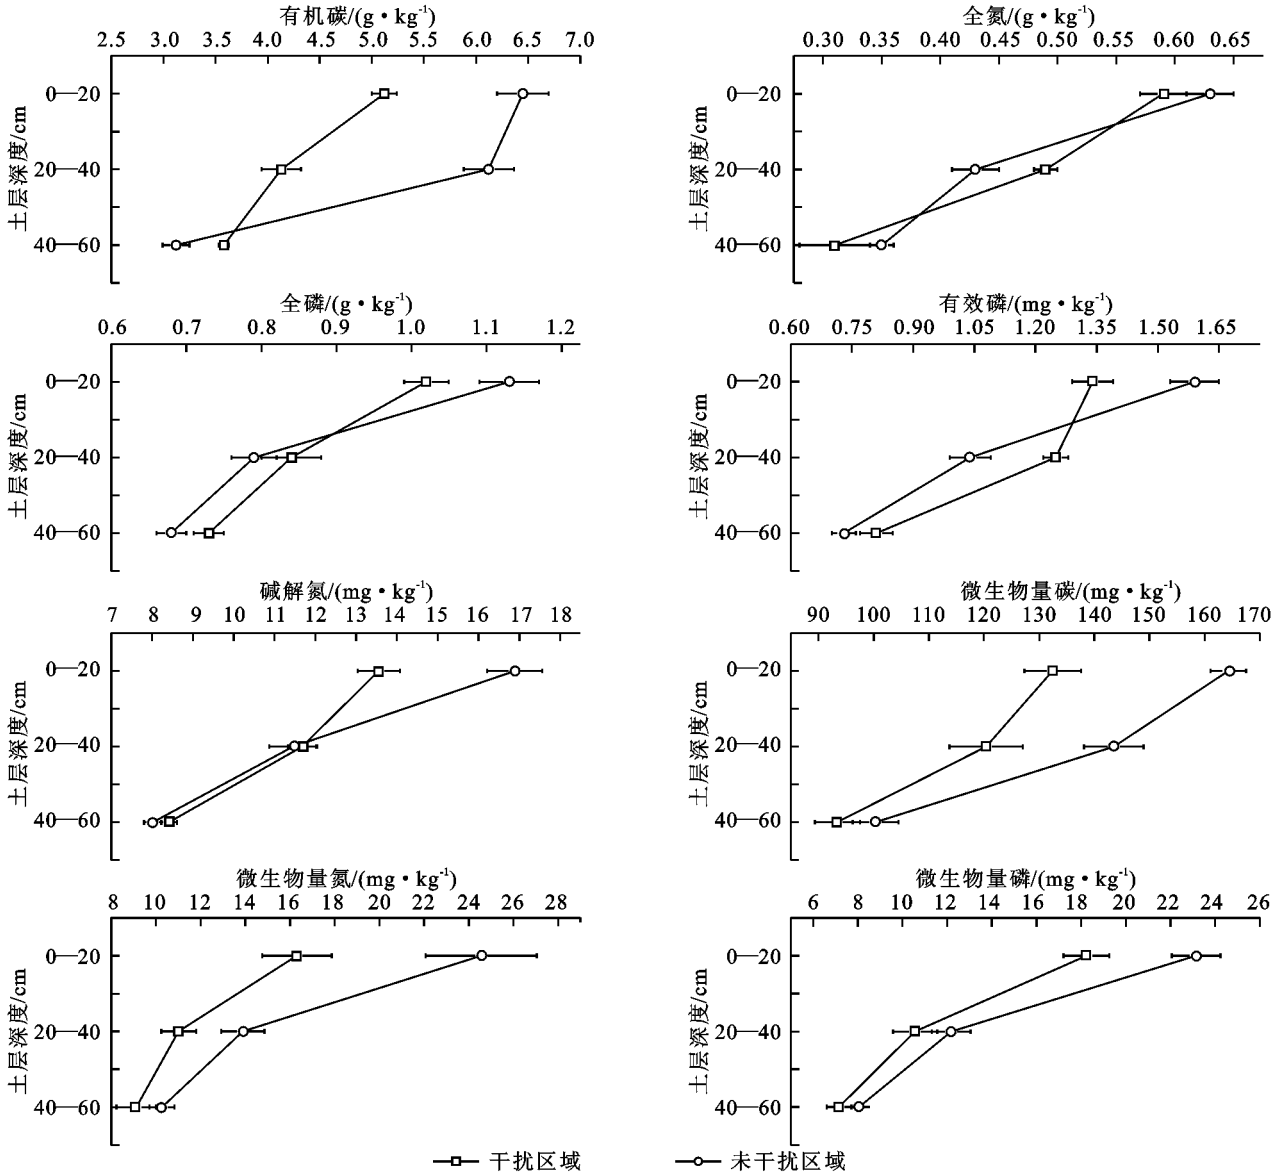 有机碳/(g·kg⁻¹)
2.5 3.0 3.5 4.0 4.5 5.0 5.5 6.0 6.5 7.0
土层深度/cm
0—20
20—40
40—60
全氮/(g·kg⁻¹)
0.30 0.35 0.40 0.45 0.50 0.55 0.60 0.65
土层深度/cm
0—20
20—40
40—60
全磷/(g·kg⁻¹)
0.6 0.7 0.8 0.9 1.0 1.1 1.2
土层深度/cm
0—20
20—40
40—60
有效磷/(mg·kg⁻¹)
0.60 0.75 0.90 1.05 1.20 1.35 1.50 1.65
土层深度/cm
0—20
20—40
40—60
碱解氮/(mg·kg⁻¹)
7 8 9 10 11 12 13 14 15 16 17 18
土层深度/cm
0—20
20—40
40—60
微生物量碳/(mg·kg⁻¹)
90 100 110 120 130 140 150 160 170
土层深度/cm
0—20
20—40
40—60
微生物量氮/(mg·kg⁻¹)
8 10 12 14 16 18 20 22 24 26 28
土层深度/cm
0—20
20—40
40—60
微生物量磷/(mg·kg⁻¹)
6 8 10 12 14 16 18 20 22 24 26
土层深度/cm
0—20
20—40
40—60
干扰区域 未干扰区域